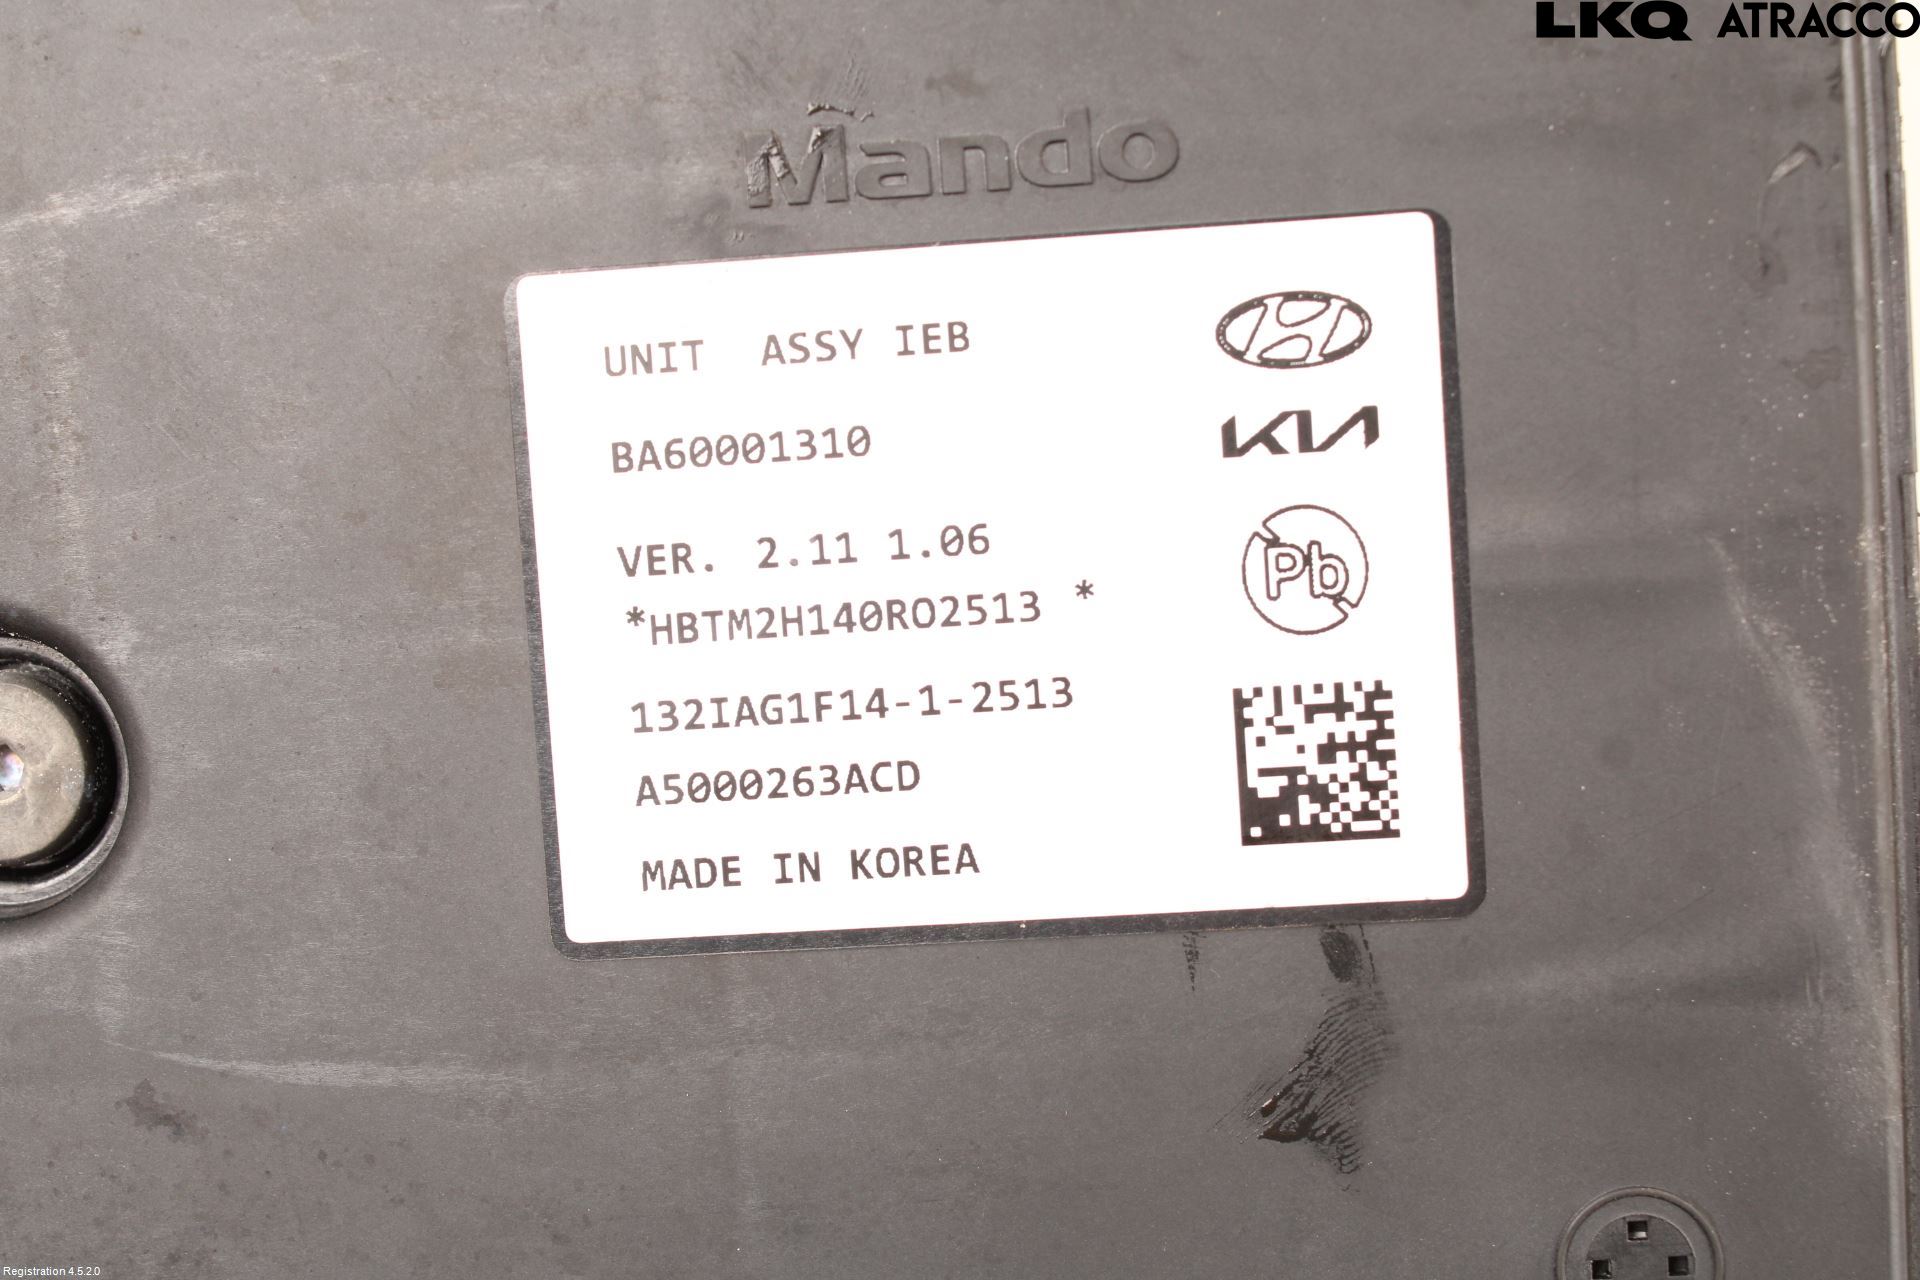 LKQ ATRACCO
Mando
UNIT ASSY IEB
BA60001310
VER. 2.11 1.06
*HBTM2H140RO2513 *
132IAG1F14-1-2513
A5000263ACD
MADE IN KOREA
KIA
Pb
Registration 4.5.2.0